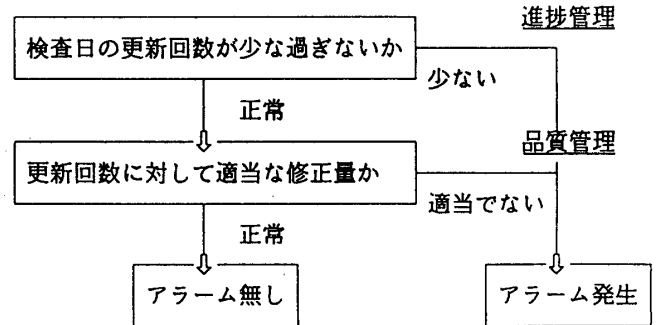 進捗管理
検査日の更新回数が少な過ぎないか
少ない
正常
品質管理
更新回数に対して適当な修正量か
適当でない
正常
アラーム無し
アラーム発生